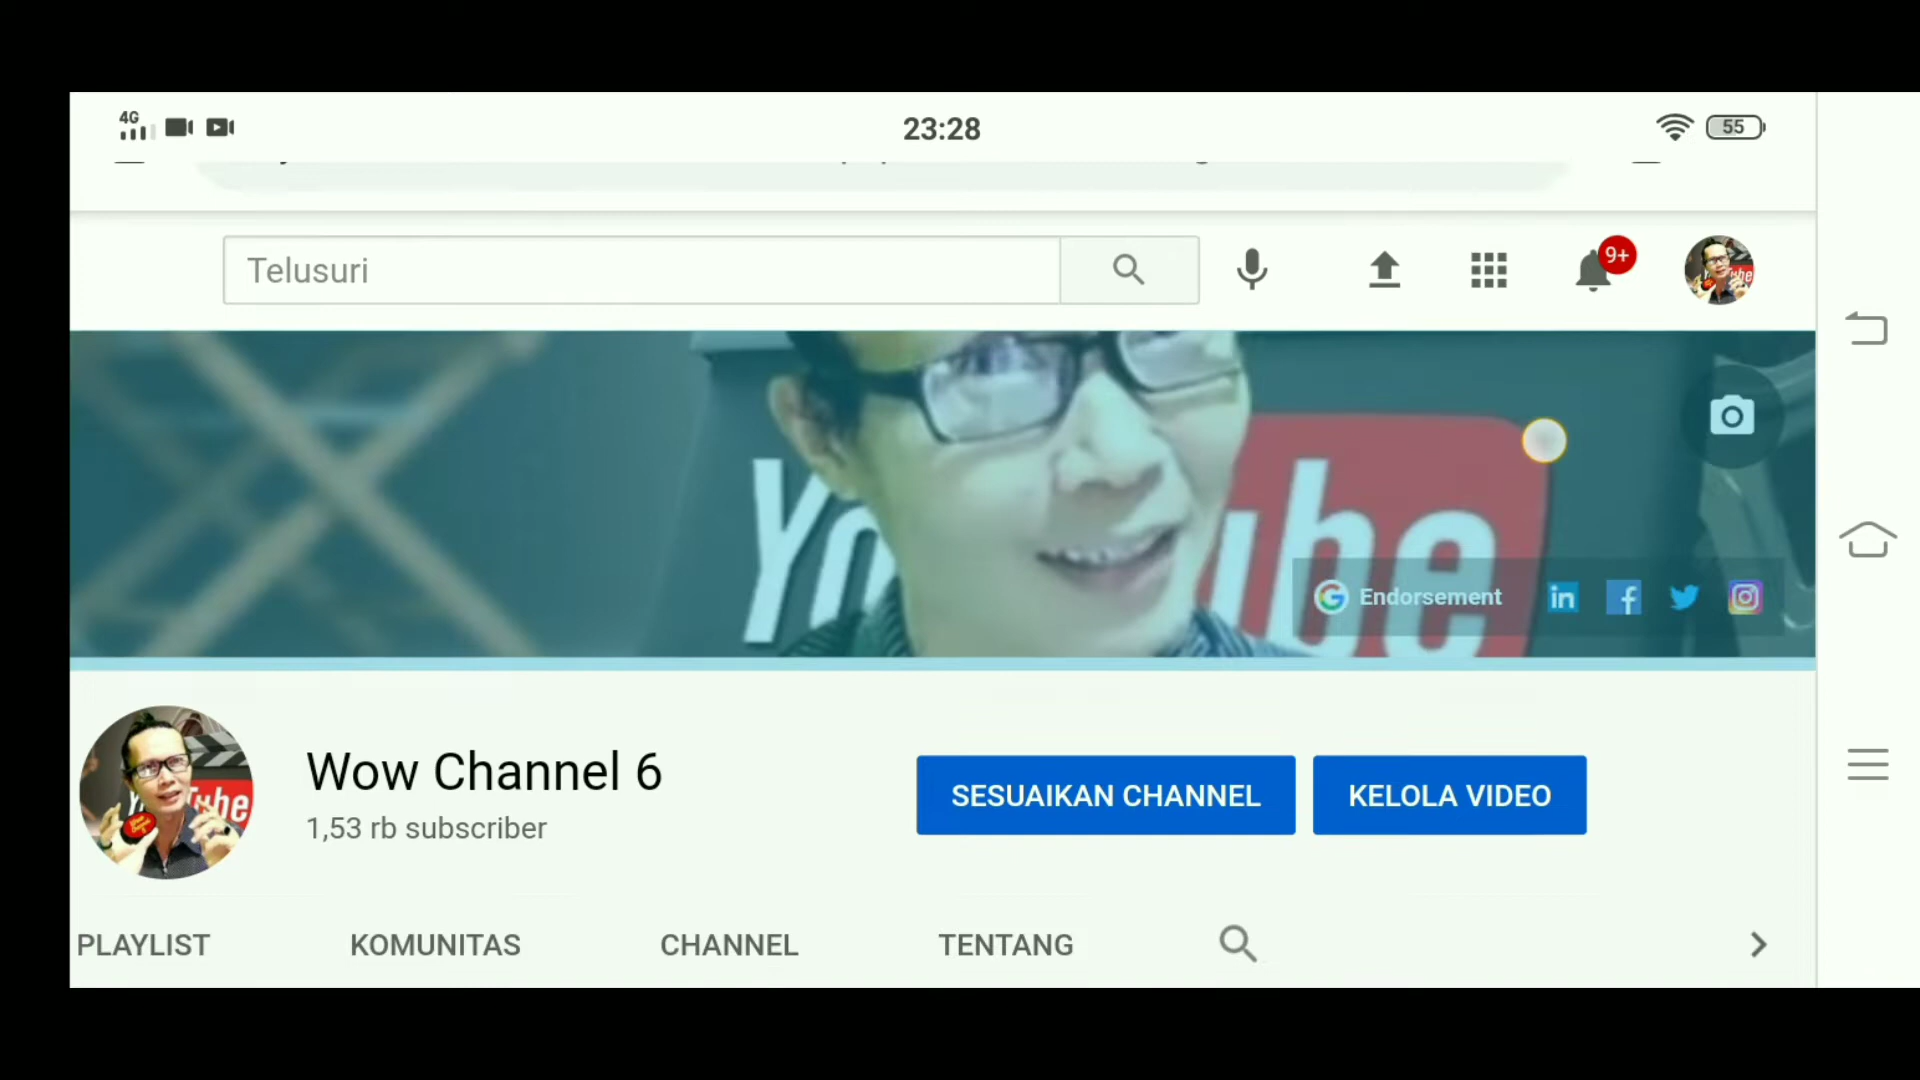 4G
23:28
55
Telusuri
9+
Endorsement
Wow Channel 6
1,53 rb subscriber
SESUAIKAN CHANNEL
KELOLA VIDEO
PLAYLIST
KOMUNITAS
CHANNEL
TENTANG